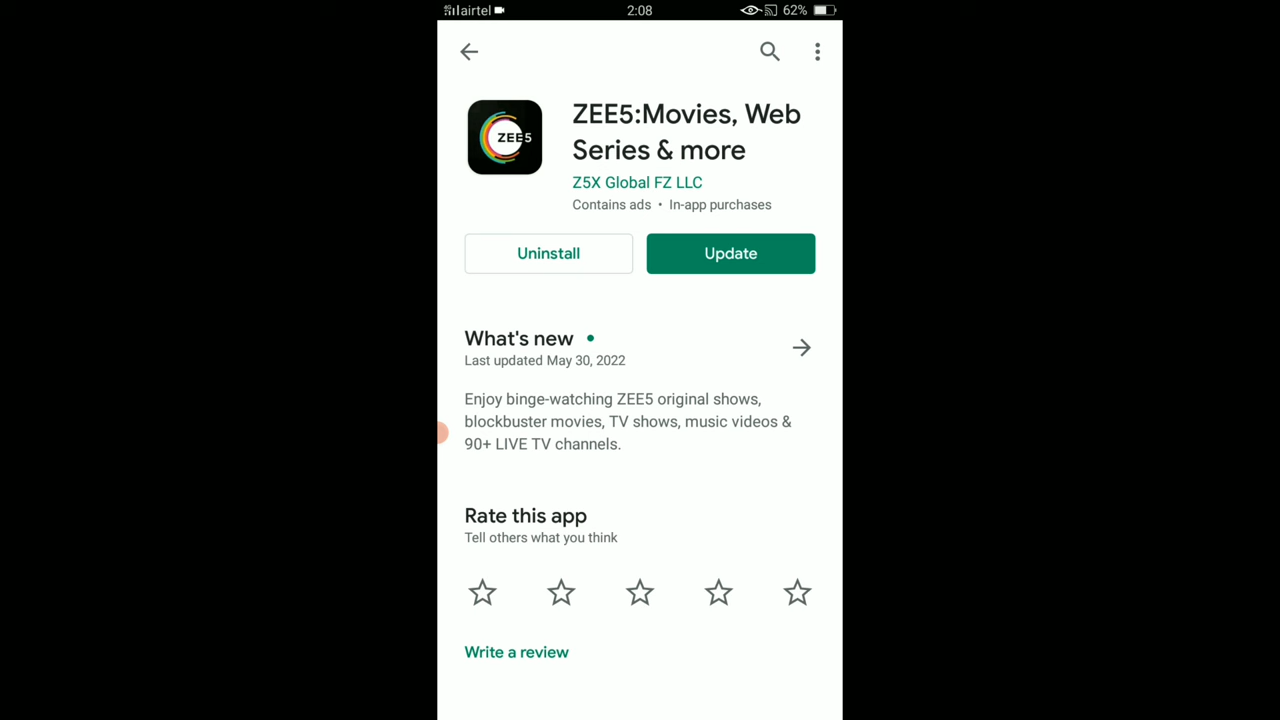 4G airtel 2:08 62%
ZEE5
ZEE5:Movies, Web
Series & more
Z5X Global FZ LLC
Contains ads • In-app purchases
Uninstall Update
What's new
Last updated May 30, 2022
Enjoy binge-watching ZEE5 original shows,
blockbuster movies, TV shows, music videos &
90+ LIVE TV channels.
Rate this app
Tell others what you think
Write a review